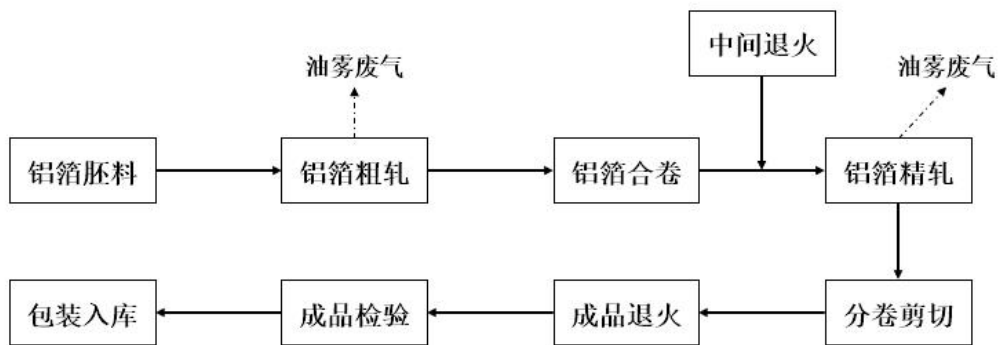 中间退火
油雾废气
油雾废气
铝箔胚料
铝箔粗轧
铝箔合卷
铝箔精轧
包装入库
成品检验
成品退火
分卷剪切